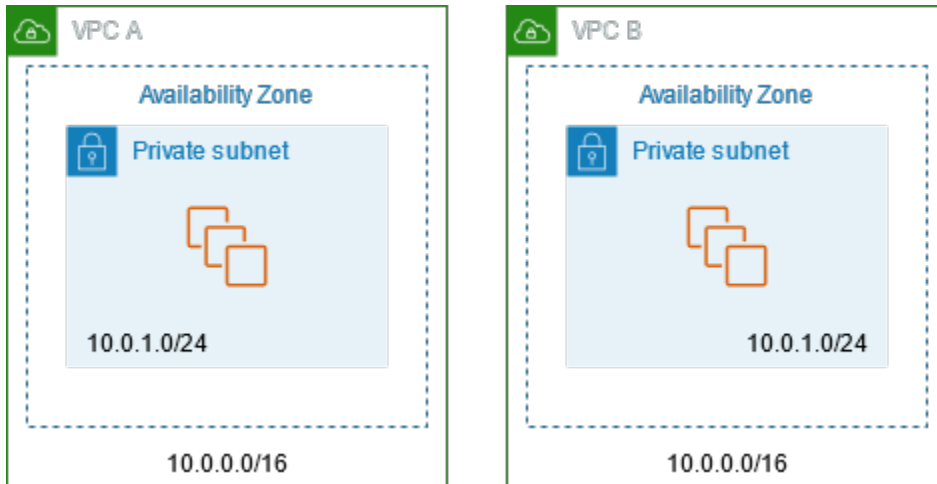 VPC A
Availability Zone
Private subnet
10.0.1.0/24
10.0.0.0/16
VPC B
Availability Zone
Private subnet
10.0.1.0/24
10.0.0.0/16